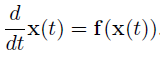 d/dt x(t) = f(x(t)).